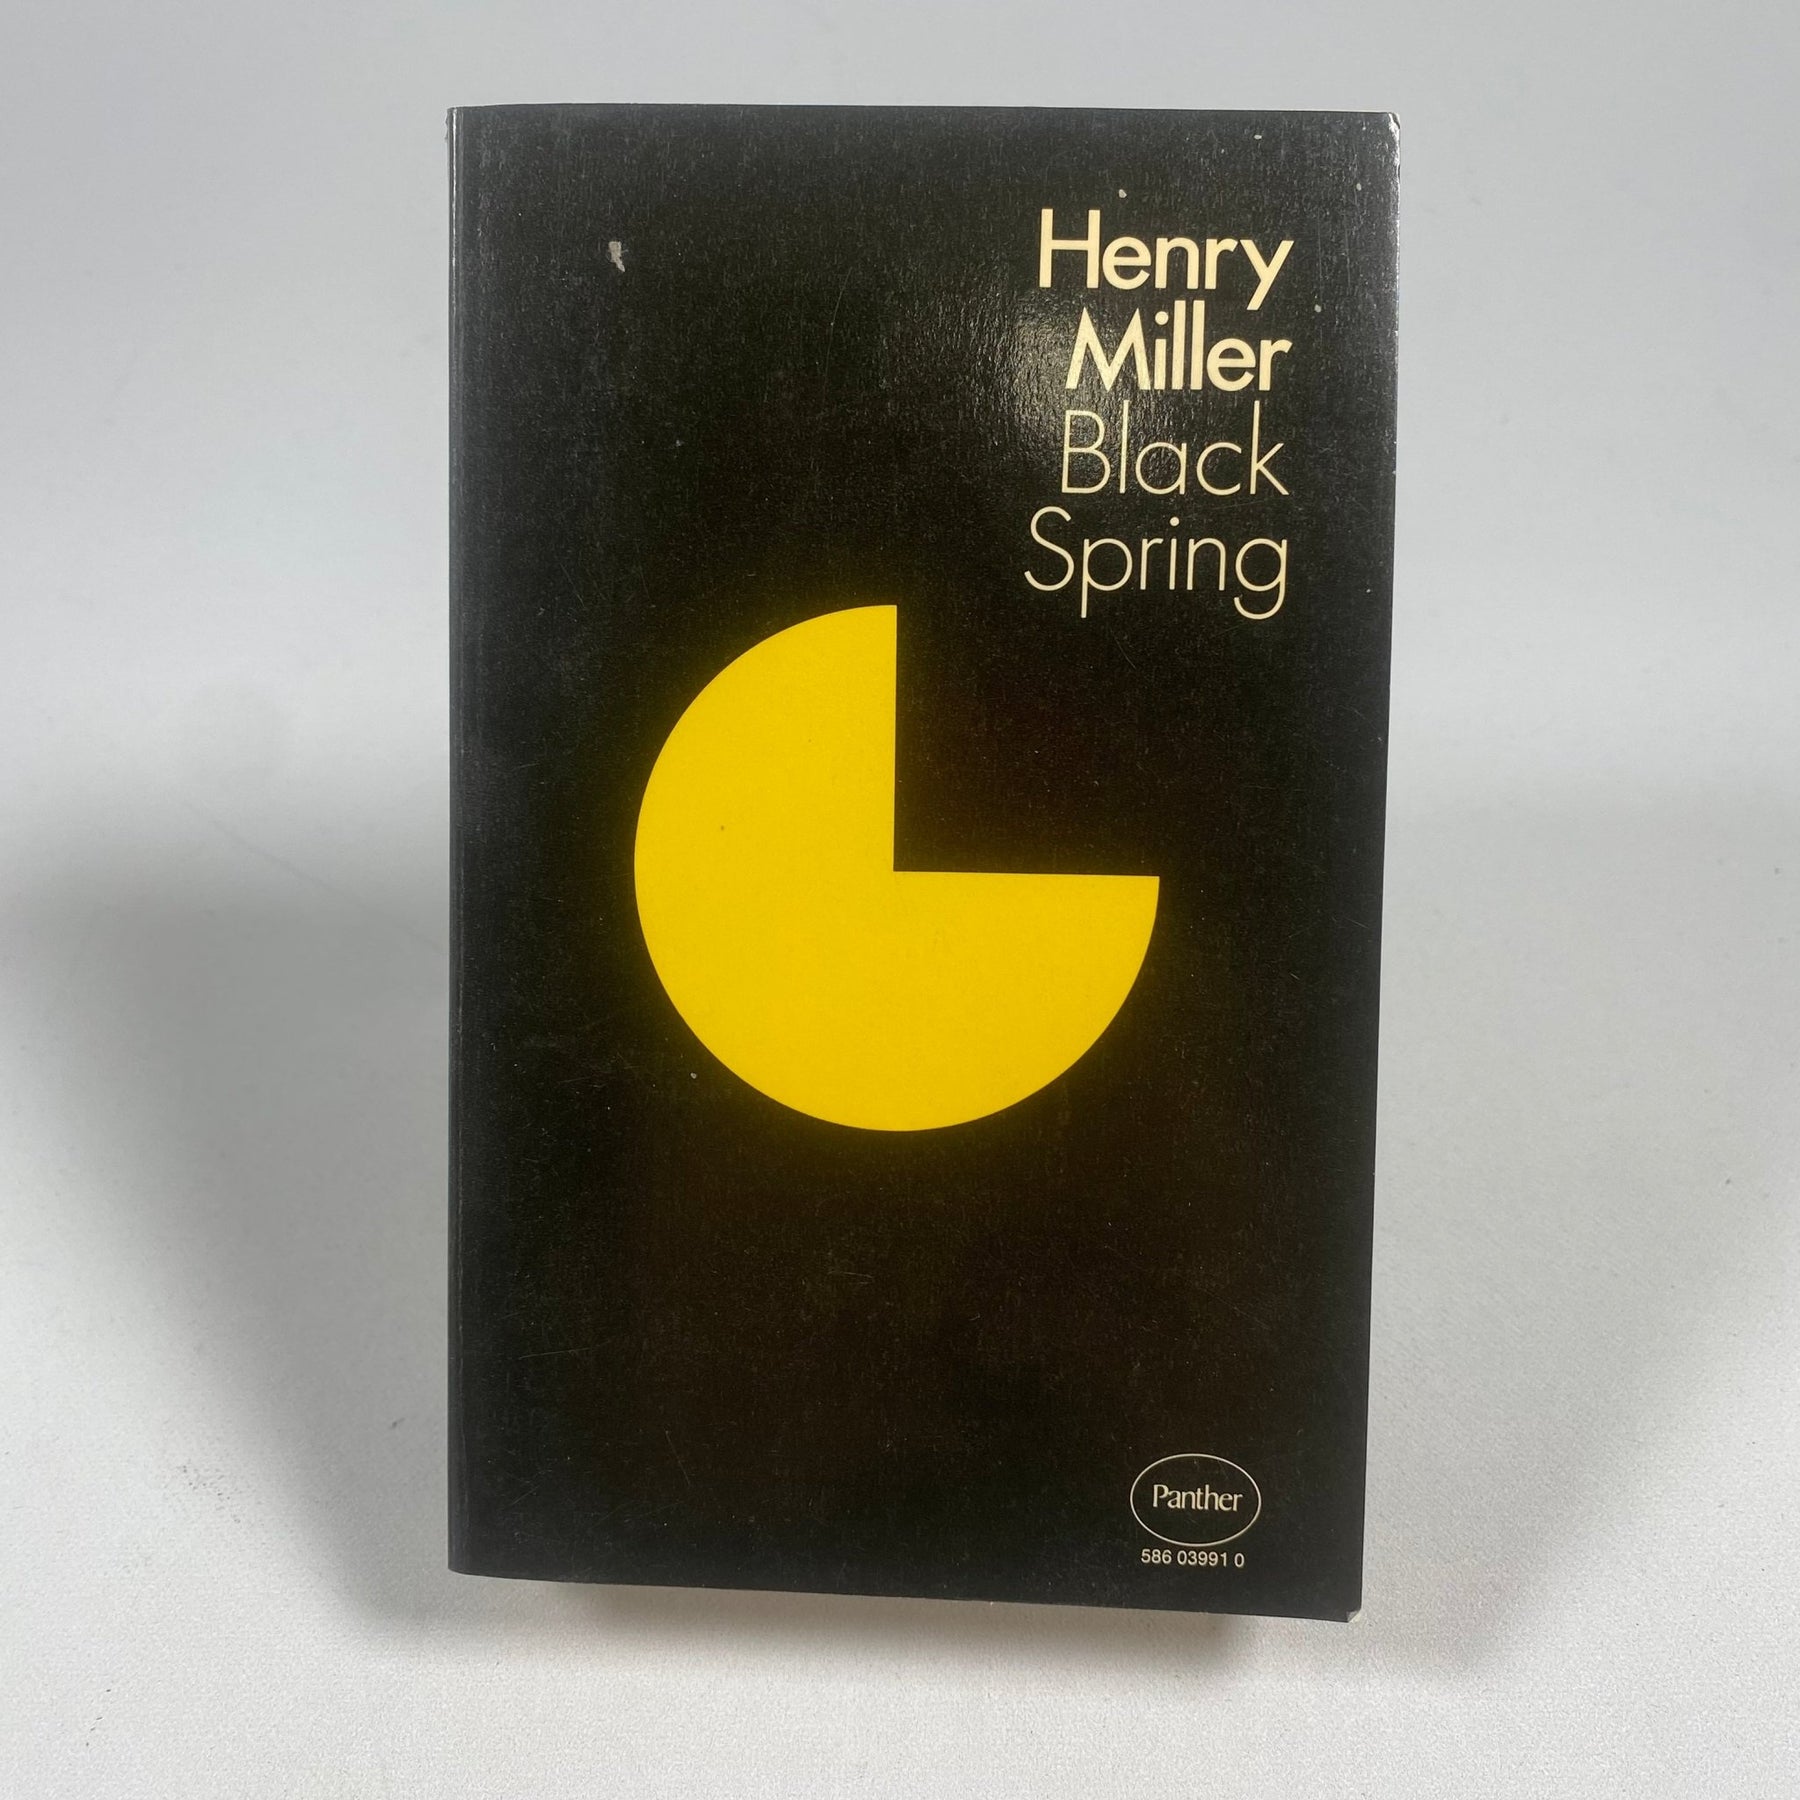 Henry
Miller
Black
Spring
Panther
586 03991 0